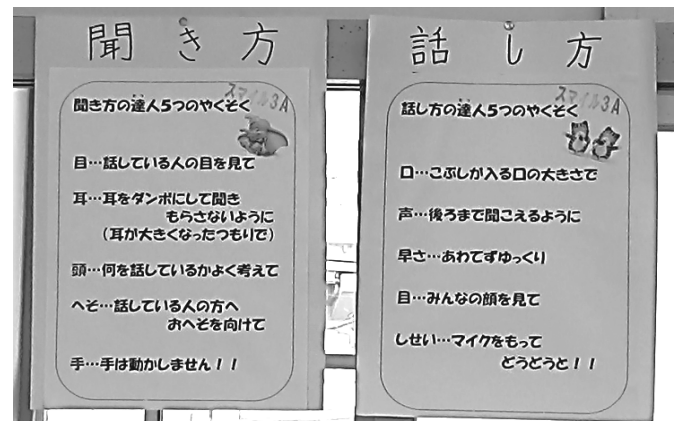 聞き方
スマイル3A
聞き方の達人5つのやくそく
目…話している人の目を見て
耳…耳をダンボにして聞き
もらさないように
(耳が大きくなったつもりで)
頭…何を話しているかよく考えて
へそ…話している人の方へ
おへそを向けて
手…手は動かしません!!
話し方
スマイル3A
話し方の達人5つのやくそく
口…こぶしが入る口の大きさで
声…後ろまで聞こえるように
早さ…あわてずゆっくり
目…みんなの顔を見て
しせい…マイクをもって
どうどうと!!